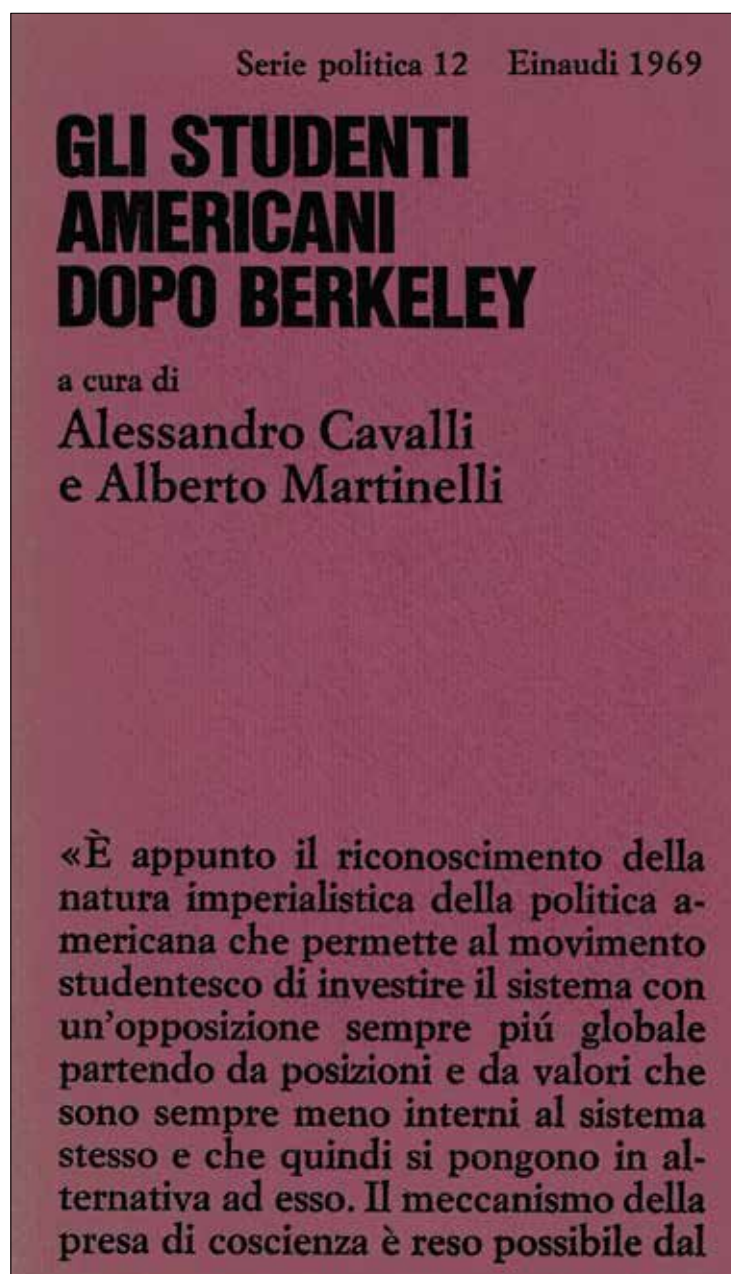 Serie politica 12 Einaudi 1969
GLI STUDENTI
AMERICANI
DOPO BERKELEY
a cura di
Alessandro Cavalli
e Alberto Martinelli
«È appunto il riconoscimento della
natura imperialistica della politica a-
mericana che permette al movimento
studentesco di investire il sistema con
un'opposizione sempre piú globale
partendo da posizioni e da valori che
sono sempre meno interni al sistema
stesso e che quindi si pongono in al-
ternativa ad esso. Il meccanismo della
presa di coscienza è reso possibile dal